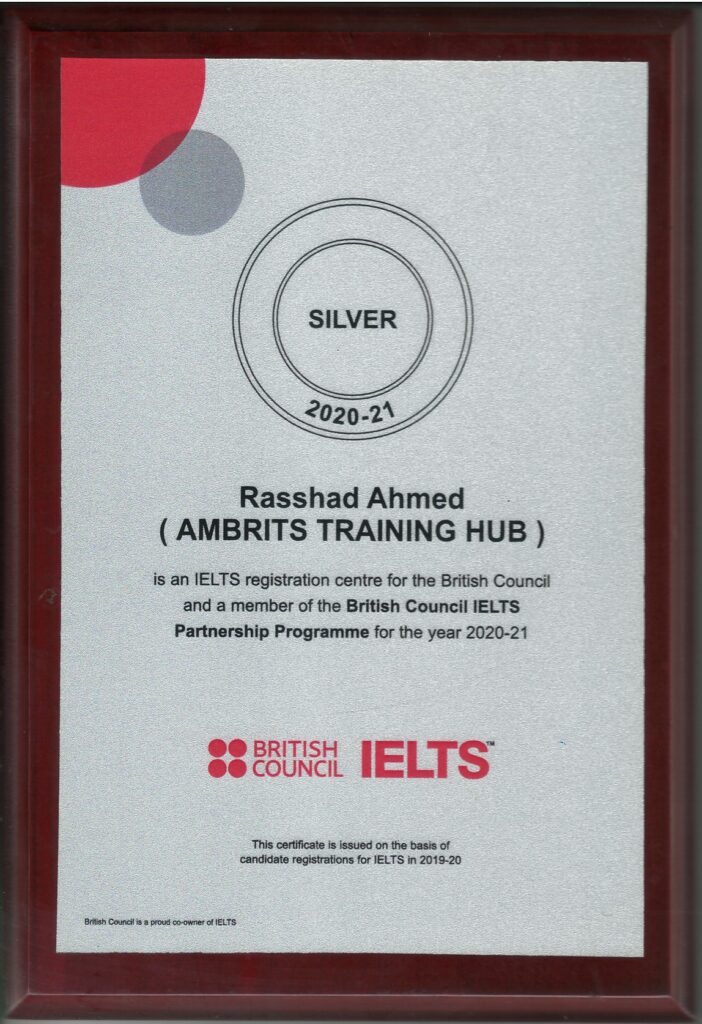 SILVER
2020-21
Rasshad Ahmed
( AMBRITS TRAINING HUB )
is an IELTS registration centre for the British Council
and a member of the British Council IELTS
Partnership Programme for the year 2020-21
BRITISH
COUNCIL
IELTS™
This certificate is issued on the basis of
candidate registrations for IELTS in 2019-20
British Council is a proud co-owner of IELTS